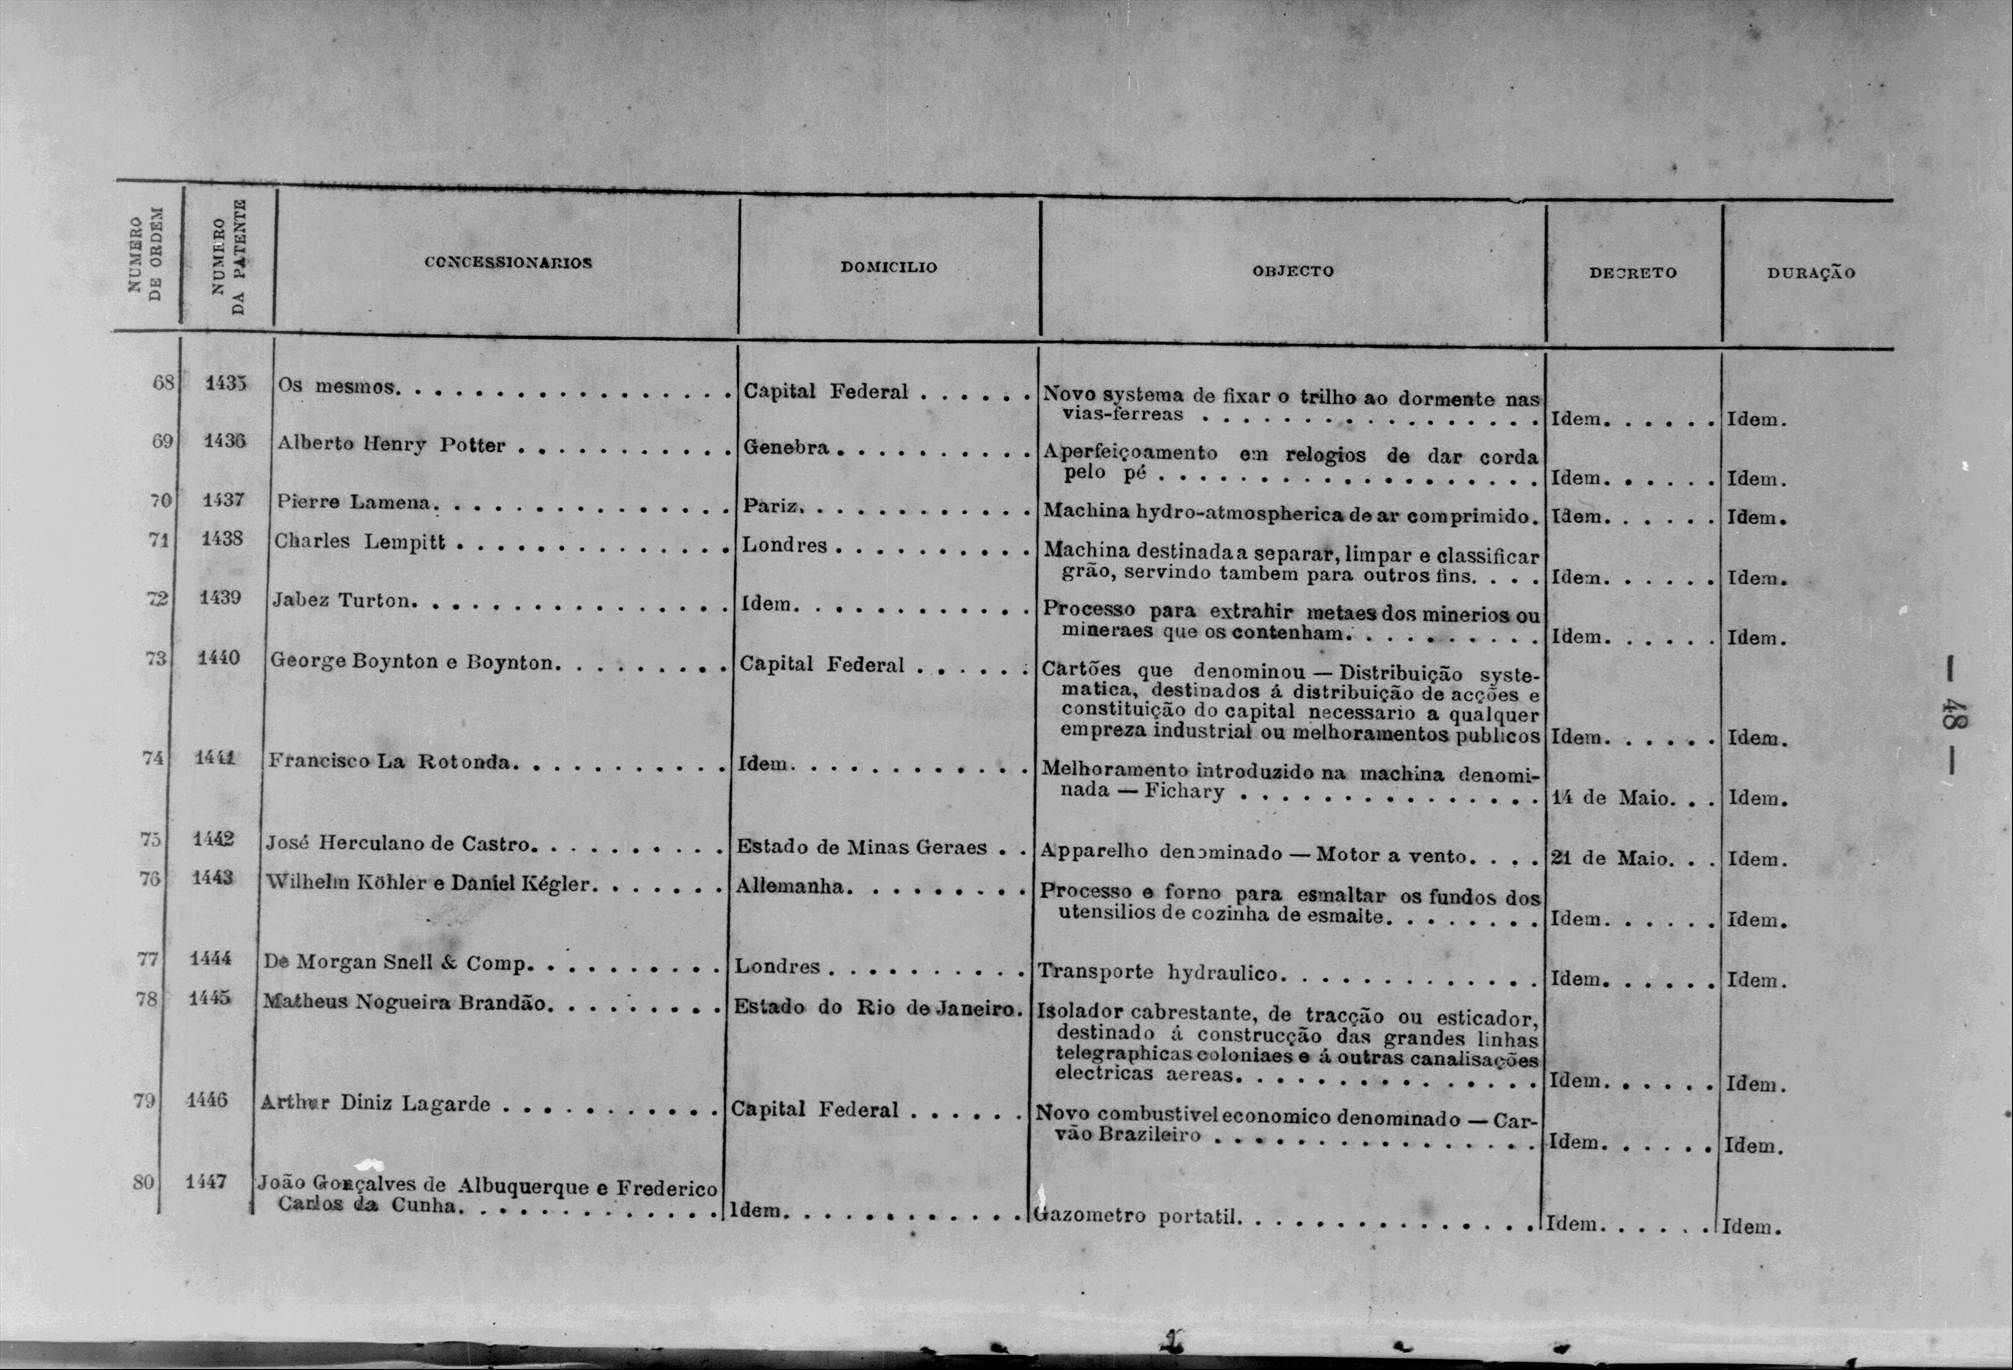 NUMERO DE ORDEM
NUMERO DA PATENTE
CONCESSIONARIOS
DOMICILIO
OBJECTO
DECRETO
DURAÇÃO
68 1435 Os mesmos. Capital Federal Novo systema de fixar o trilho ao dormente nas
vias-ferreas Idem. Idem.
69 1436 Alberto Henry Potter Genebra Aperfeiçoamento em relogios de dar corda
pelo pé Idem. Idem.
70 1437 Pierre Lamena. Pariz. Machina hydro-atmospherica de ar comprimido. Idem. Idem.
71 1438 Charles Lempitt Londres Machina destinada a separar, limpar e classificar
grão, servindo tambem para outros fins. Idem. Idem.
72 1439 Jabez Turton. Idem. Processo para extrahir metaes dos minerios ou
mineraes que os contenham. Idem. Idem.
73 1440 George Boynton e Boynton. Capital Federal Cartões que denominou — Distribuição syste-
matica, destinados á distribuição de acções e
constituição do capital necessario a qualquer
empreza industrial ou melhoramentos publicos Idem. Idem.
74 1441 Francisco La Rotonda. Idem. Melhoramento introduzido na machina denomi-
nada — Fichary 14 de Maio. Idem.
75 1442 José Herculano de Castro. Estado de Minas Geraes Apparelho denominado — Motor a vento. 21 de Maio. Idem.
76 1443 Wilhelm Köhler e Daniel Kégler. Allemanha. Processo e forno para esmaltar os fundos dos
utensilios de cozinha de esmalte. Idem. Idem.
77 1444 De Morgan Snell & Comp. Londres Transporte hydraulico. Idem. Idem.
78 1445 Matheus Nogueira Brandão. Estado do Rio de Janeiro. Isolador cabrestante, de tracção ou esticador,
destinado á construcção das grandes linhas
telegraphicas coloniaes e á outras canalisações
electricas aereas. Idem. Idem.
79 1446 Arthur Diniz Lagarde Capital Federal Novo combustivel economico denominado — Car-
vão Brazileiro Idem. Idem.
80 1447 João Gonçalves de Albuquerque e Frederico
Carlos da Cunha. Idem. Gazometro portatil. Idem. Idem.
— 48 —